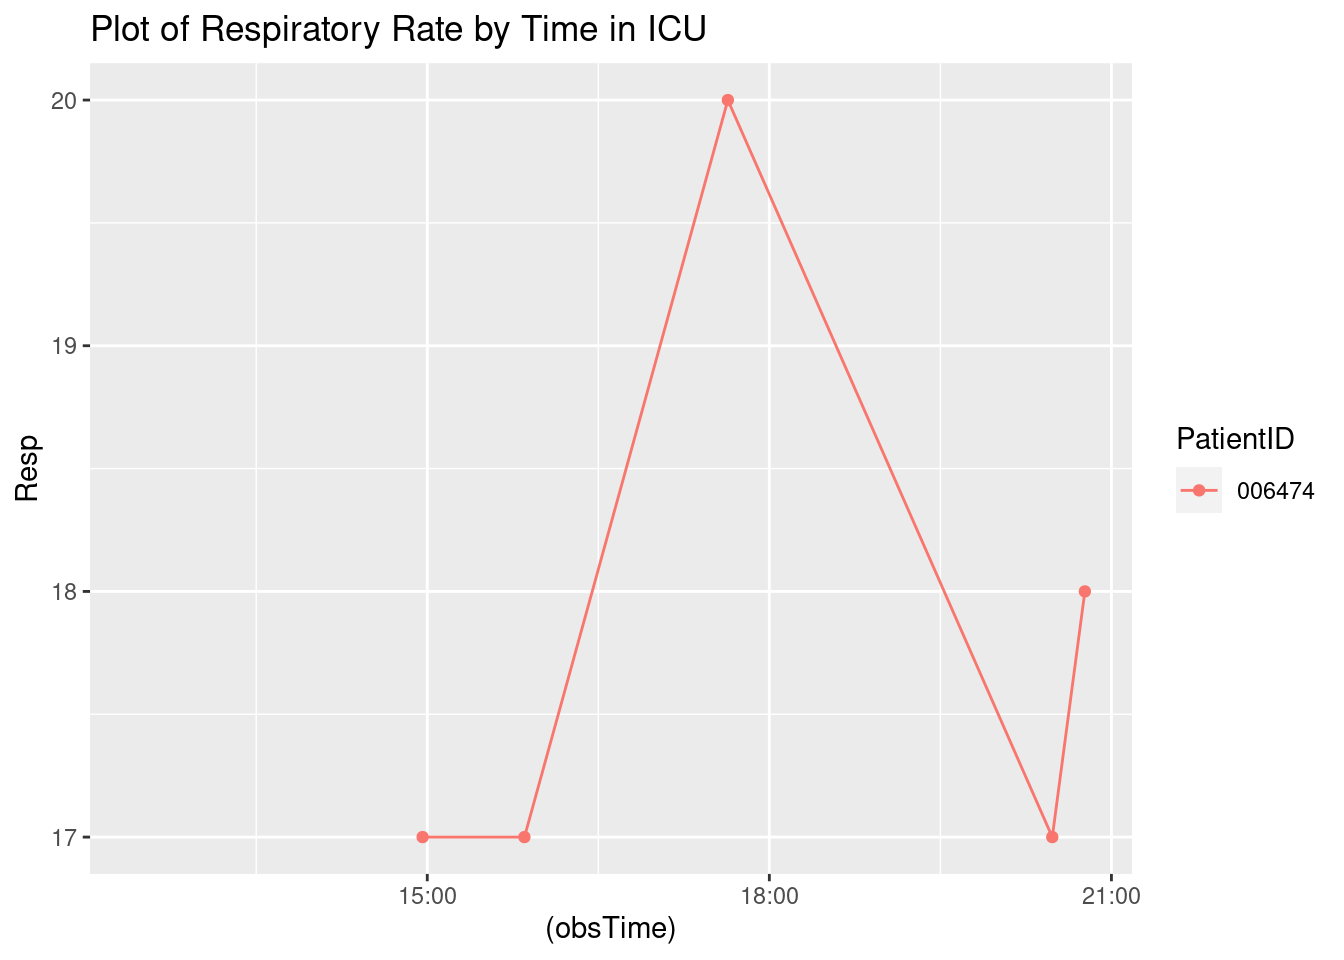 Plot of Respiratory Rate by Time in ICU
20
19
18
17
Resp
15:00
18:00
21:00
(obsTime)
PatientID
006474